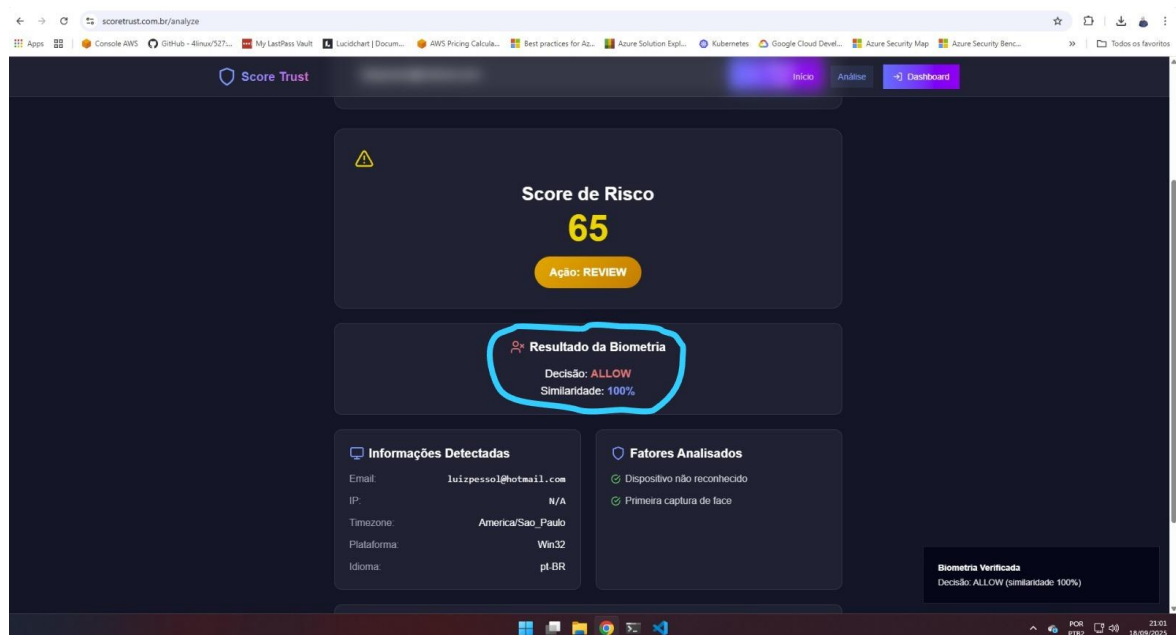 scoretrust.com.br/analyze
Apps
Console AWS
GitHub - 4linux/527:...
My LastPass Vault
Lucidchart | Docum...
AWS Pricing Calcula...
Best practices for Az...
Azure Solution Expl...
Kubernetes
Google Cloud Devel...
Azure Security Map
Azure Security Benc...
»
Todos os favoritos
Score Trust
Início
Análise
Dashboard
Score de Risco
65
Ação: REVIEW
Resultado da Biometria
Decisão: ALLOW
Similaridade: 100%
Informações Detectadas
Email: luizpessol@hotmail.com
IP: N/A
Timezone: America/Sao_Paulo
Plataforma: Win32
Idioma: pt-BR
Fatores Analisados
Dispositivo não reconhecido
Primeira captura de face
Biometria Verificada
Decisão: ALLOW (similaridade 100%)
POR
PTB2
21:01
18/09/2025